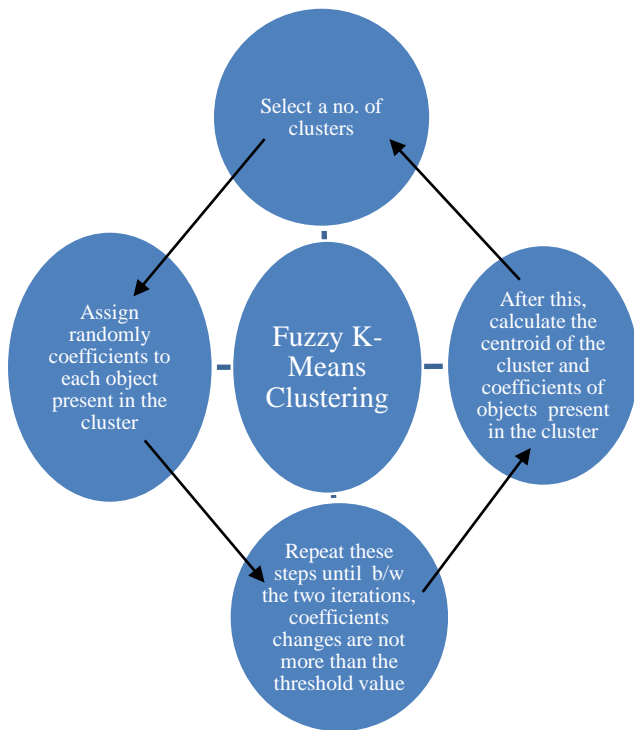 Select a no. of
clusters
Assign
randomly
coefficients to
each object
present in the
cluster
Fuzzy K-
Means
Clustering
After this,
calculate the
centroid of the
cluster and
coefficients of
objects present
in the cluster
Repeat these
steps until b/w
the two iterations,
coefficients
changes are not
more than the
threshold value